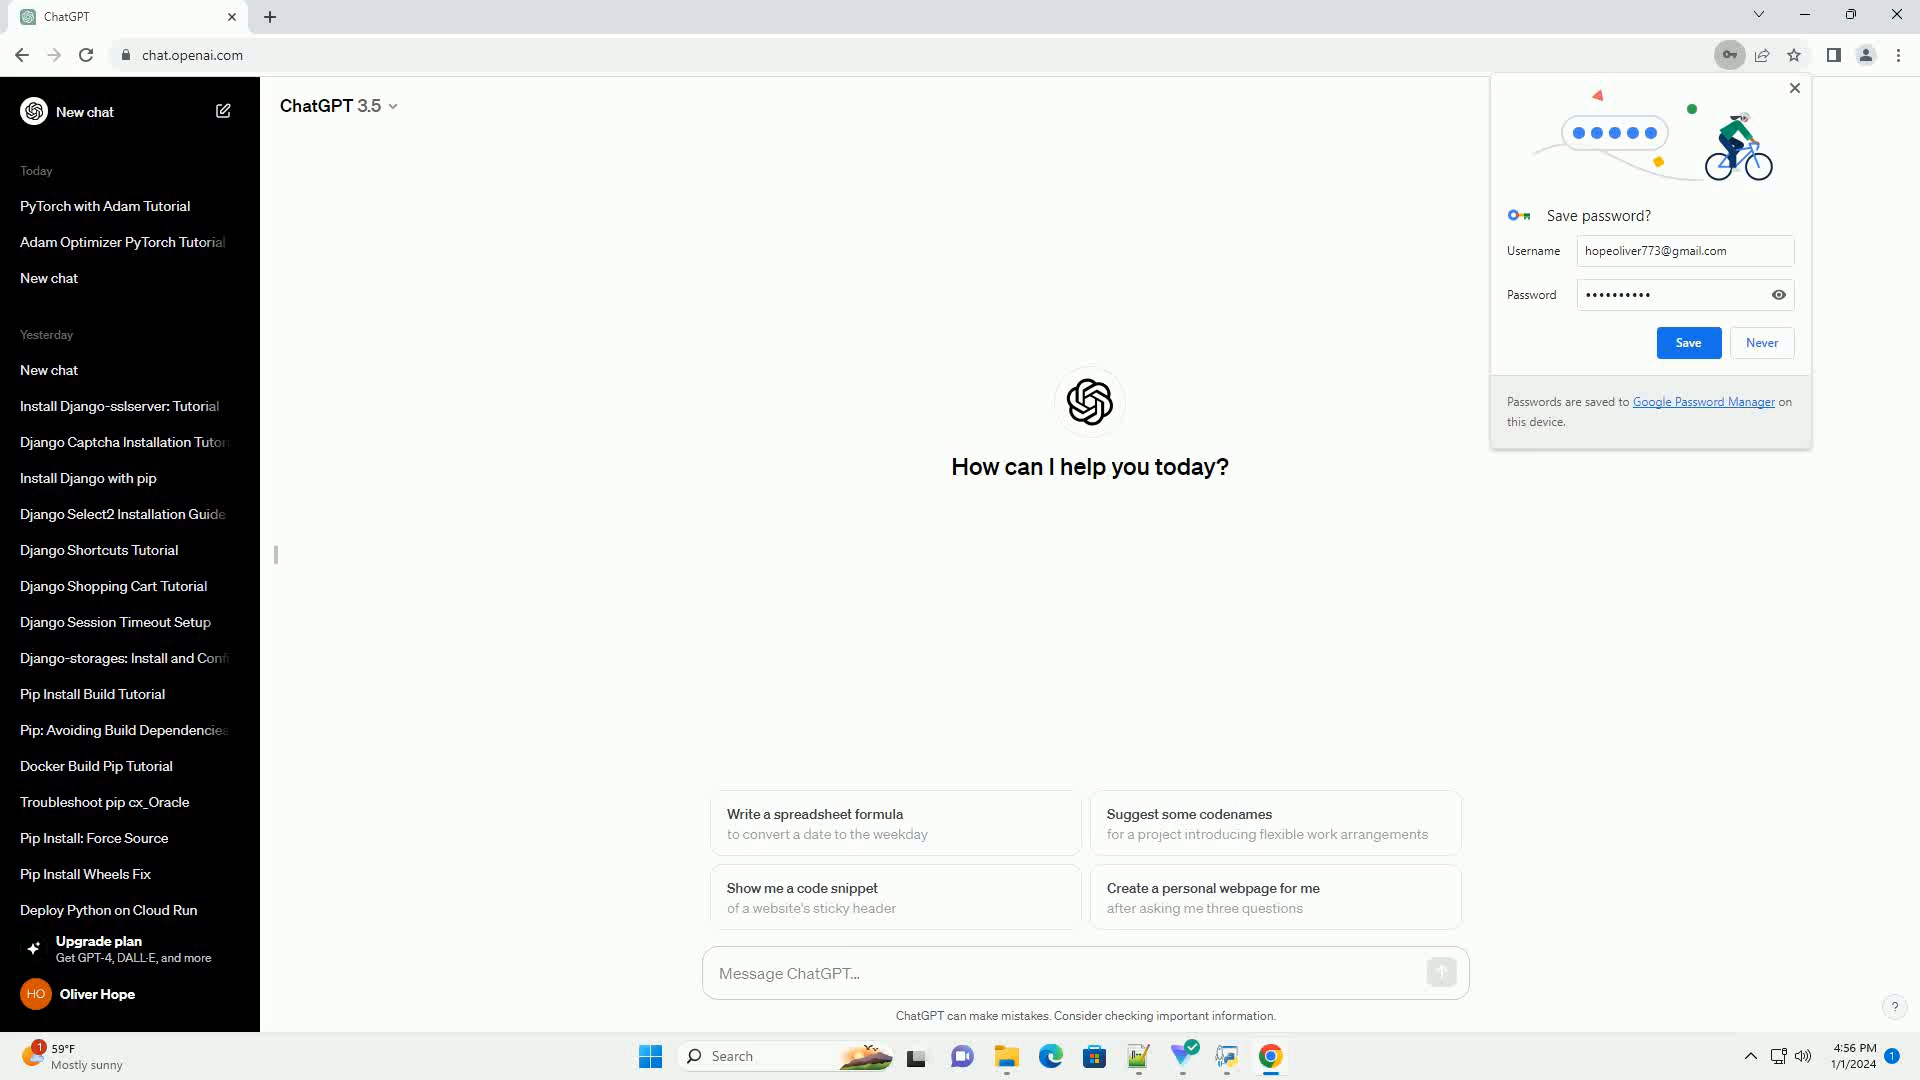 ChatGPT
chat.openai.com
New chat
Today
PyTorch with Adam Tutorial
Adam Optimizer PyTorch Tutorial
New chat
Yesterday
New chat
Install Django-sslserver: Tutorial
Django Captcha Installation Tutor
Install Django with pip
Django Select2 Installation Guide
Django Shortcuts Tutorial
Django Shopping Cart Tutorial
Django Session Timeout Setup
Django-storages: Install and Conf
Pip Install Build Tutorial
Pip: Avoiding Build Dependencies
Docker Build Pip Tutorial
Troubleshoot pip cx_Oracle
Pip Install: Force Source
Pip Install Wheels Fix
Deploy Python on Cloud Run
Upgrade plan
Get GPT-4, DALL·E, and more
HO Oliver Hope
ChatGPT 3.5
Save password?
Username hopeoliver773@gmail.com
Password ••••••••••
Save Never
Passwords are saved to Google Password Manager on
this device.
How can I help you today?
Write a spreadsheet formula
to convert a date to the weekday
Suggest some codenames
for a project introducing flexible work arrangements
Show me a code snippet
of a website's sticky header
Create a personal webpage for me
after asking me three questions
Message ChatGPT...
ChatGPT can make mistakes. Consider checking important information.
?
1
59°F
Mostly sunny
Search
4:56 PM
1/1/2024
1